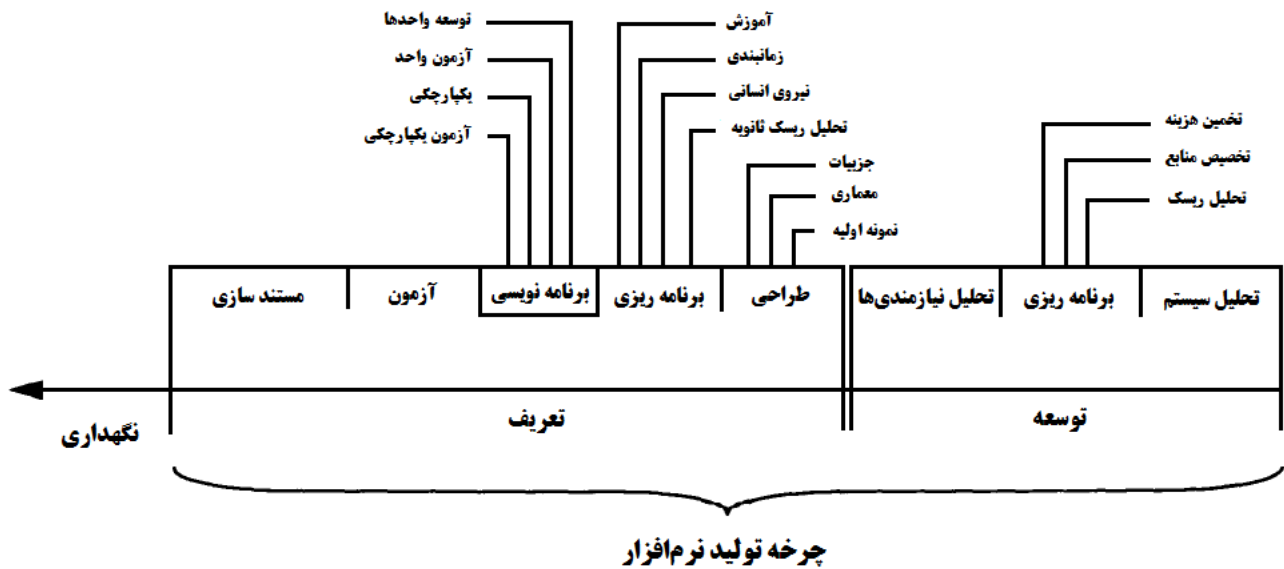 توسعه واحدها
آزمون واحد
یکپارچگی
آزمون یکپارچگی
آموزش
زمانبندی
نیروی انسانی
تحلیل ریسک ثانویه
جزییات
معماری
نمونه اولیه
تخمین هزینه
تخصیص منابع
تحلیل ریسک
تحلیل سیستم
برنامه ریزی
تحلیل نیازمندی‌ها
طراحی
برنامه ریزی
برنامه نویسی
آزمون
مستند سازی
توسعه
تعریف
نگهداری
چرخه تولید نرم‌افزار